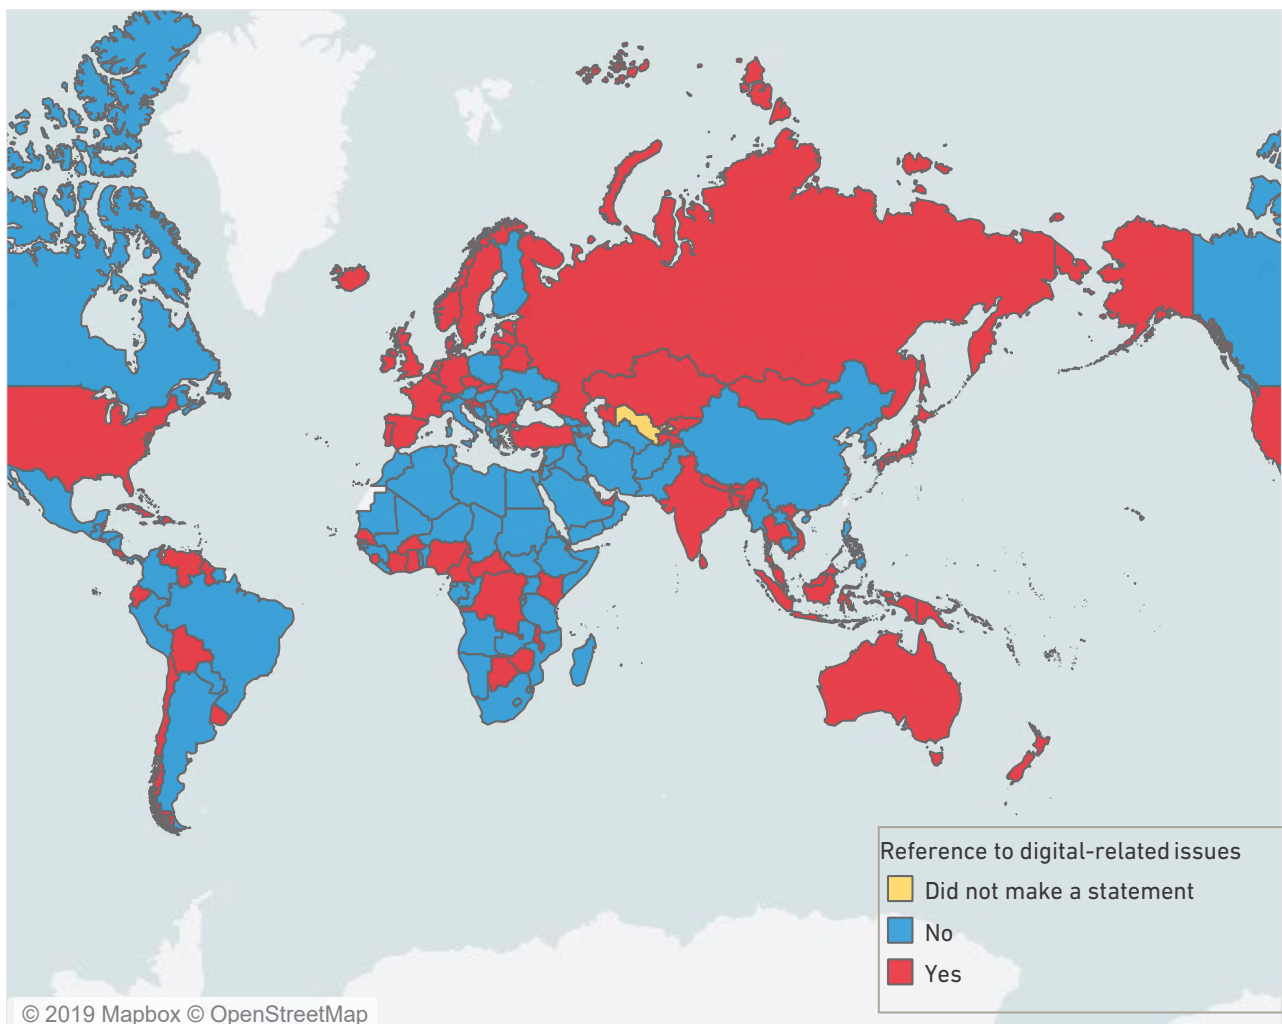 Reference to digital-related issues
Did not make a statement
No
Yes
© 2019 Mapbox © OpenStreetMap